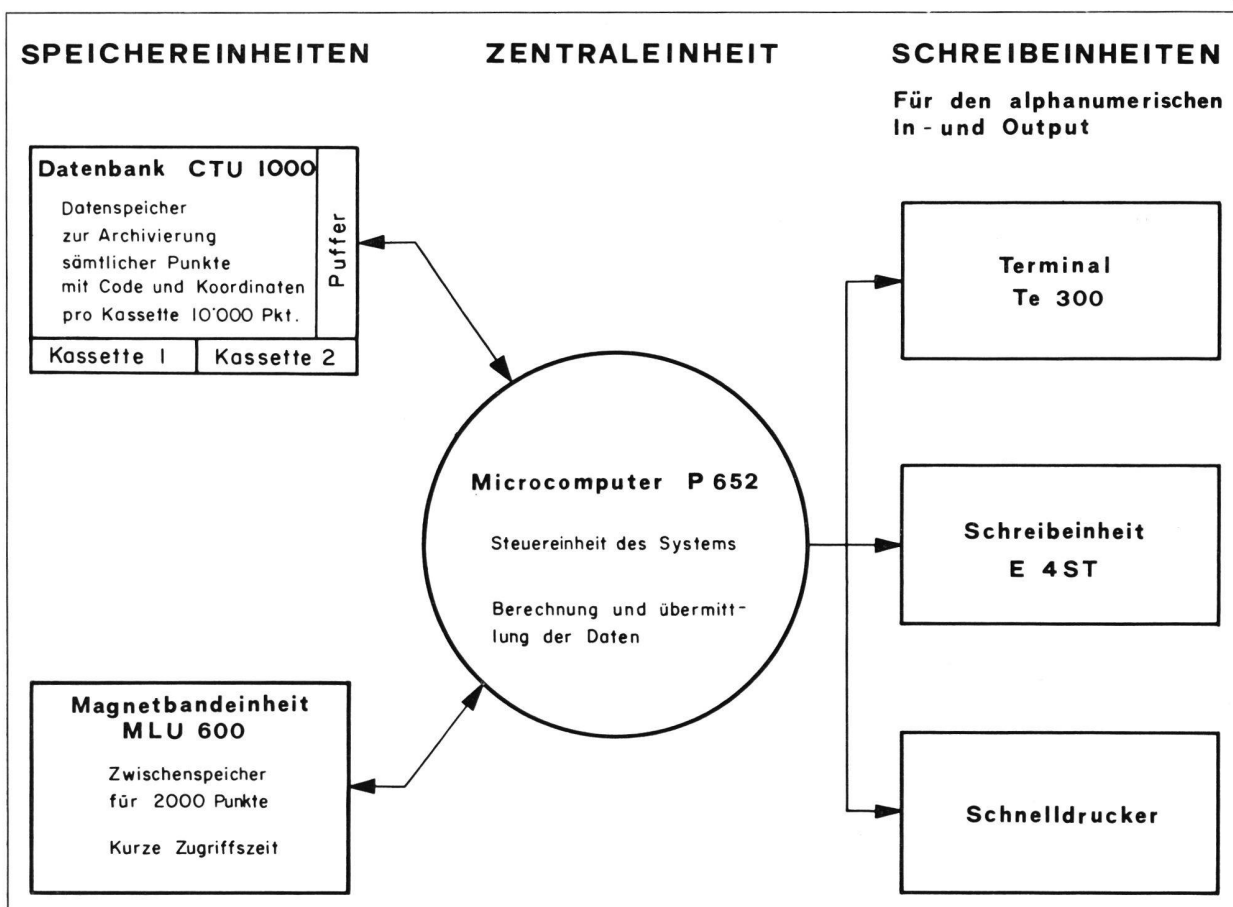 SPEICHEREINHEITEN
ZENTRALEINHEIT
SCHREIBEINHEITEN
Für den alphanumerischen
In - und Output
Datenbank CTU 1000
Datenspeicher
zur Archivierung
sämtlicher Punkte
mit Code und Koordinaten
pro Kassette 10'000 Pkt.
Puffer
Kassette 1
Kassette 2
Magnetbandeinheit
MLU 600
Zwischenspeicher
für 2000 Punkte
Kurze Zugriffszeit
Microcomputer P 652
Steuereinheit des Systems
Berechnung und übermitt-
lung der Daten
Terminal
Te 300
Schreibeinheit
E 4ST
Schnelldrucker